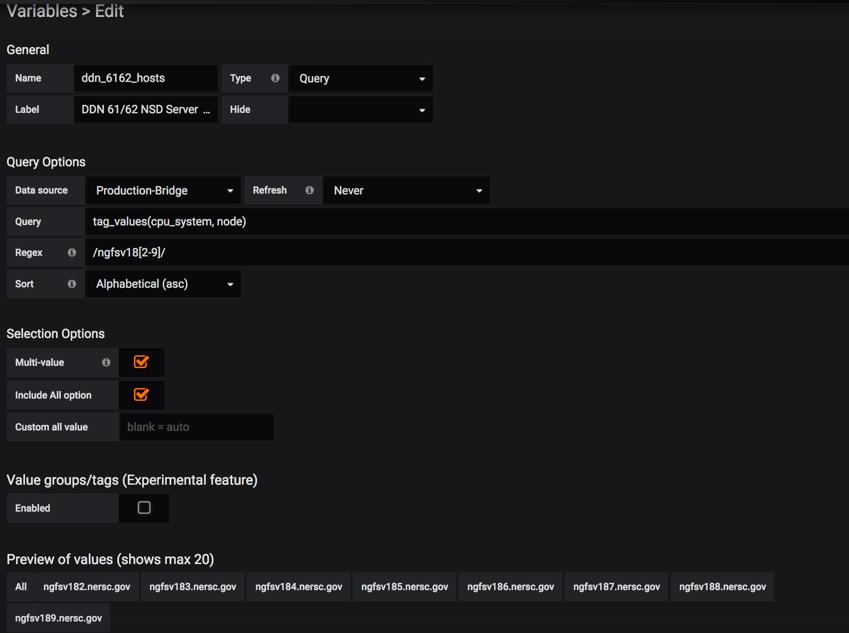 Variables > Edit
General
Name ddn_6162_hosts Type Query
Label DDN 61/62 NSD Server ... Hide
Query Options
Data source Production-Bridge Refresh Never
Query tag_values(cpu_system, node)
Regex /ngfsv18[2-9]/
Sort Alphabetical (asc)
Selection Options
Multi-value
Include All option
Custom all value blank = auto
Value groups/tags (Experimental feature)
Enabled
Preview of values (shows max 20)
All ngfsv182.nersc.gov ngfsv183.nersc.gov ngfsv184.nersc.gov ngfsv185.nersc.gov ngfsv186.nersc.gov ngfsv187.nersc.gov ngfsv188.nersc.gov
ngfsv189.nersc.gov